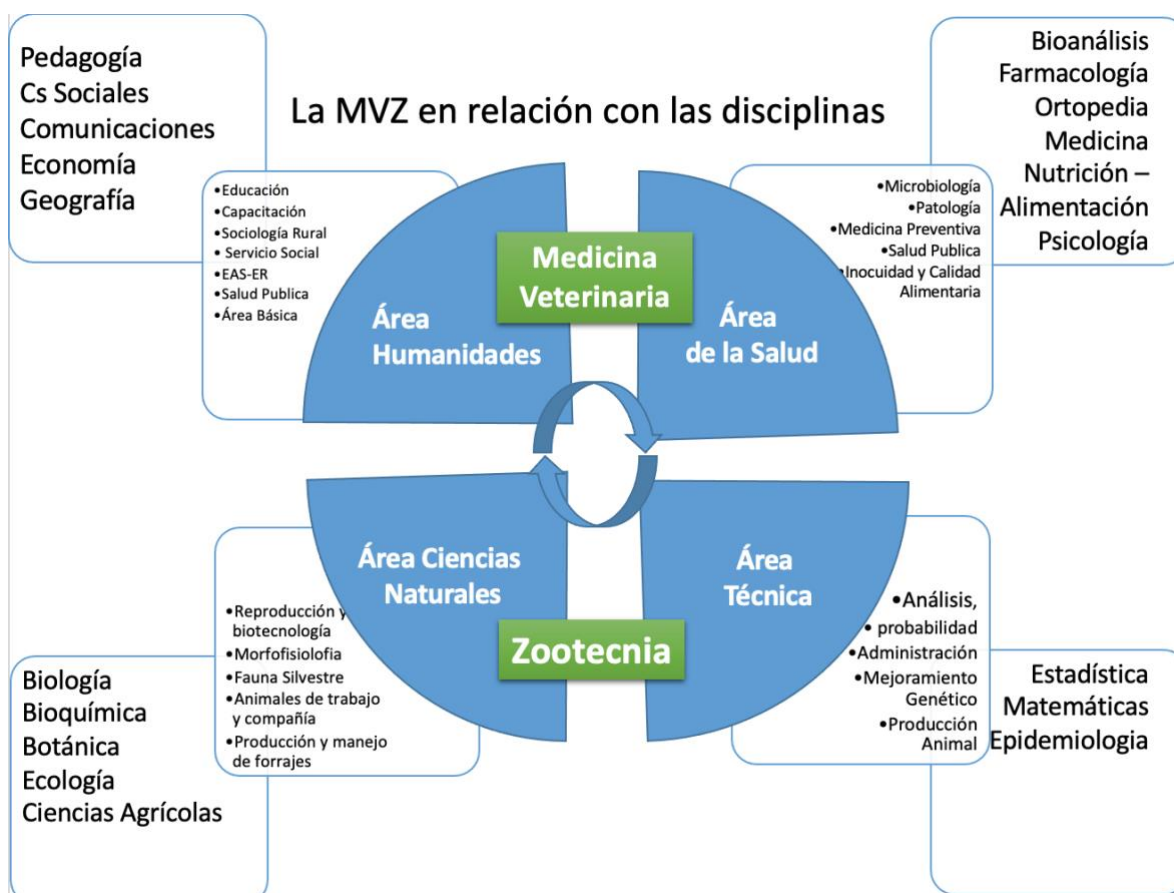 La MVZ en relación con las disciplinas
Pedagogía
Cs Sociales
Comunicaciones
Economía
Geografía
•Educación
•Capacitación
•Sociología Rural
• Servicio Social
•EAS-ER
•Salud Publica
•Área Básica
Área
Humanidades
Medicina
Veterinaria
Área
de la Salud
•Microbiología
•Patología
•Medicina Preventiva
•Salud Publica
•Inocuidad y Calidad
Alimentaria
Bioanálisis
Farmacología
Ortopedia
Medicina
Nutrición –
Alimentación
Psicología
Biología
Bioquímica
Botánica
Ecología
Ciencias Agrícolas
•Reproducción y
biotecnología
•Morfofisiolofia
•Fauna Silvestre
•Animales de trabajo
y compañía
•Producción y manejo
de forrajes
Área Ciencias
Naturales
Zootecnia
Área
Técnica
•Análisis,
• probabilidad
•Administración
•Mejoramiento
Genético
•Producción
Animal
Estadística
Matemáticas
Epidemiologia